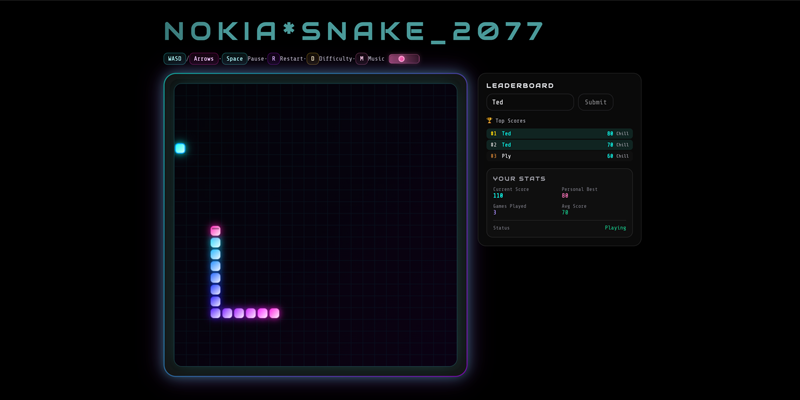 NOKIA*SNAKE_2077
WASD / Arrows · Space Pause · R Restart · D Difficulty · M Music
LEADERBOARD
Ted Submit
🏆 Top Scores
#1 Ted 80 Chill
#2 Ted 70 Chill
#3 Ply 60 Chill
YOUR STATS
Current Score Personal Best
110 80
Games Played Avg Score
3 70
Status Playing